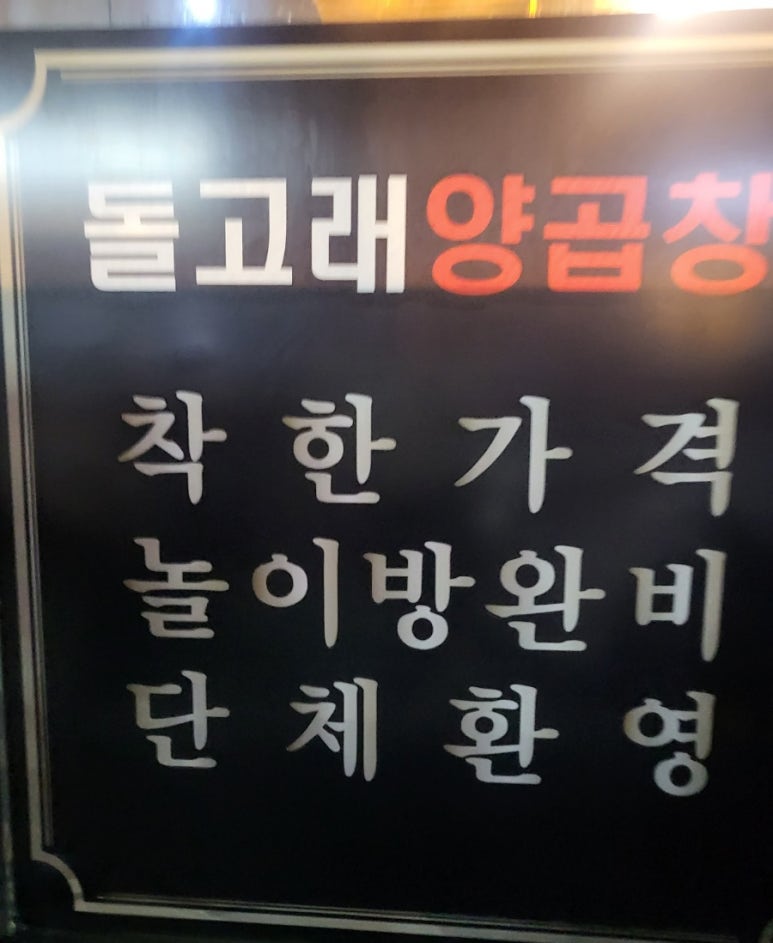 돌고래양곱창
착한가격
놀이방완비
단체환영